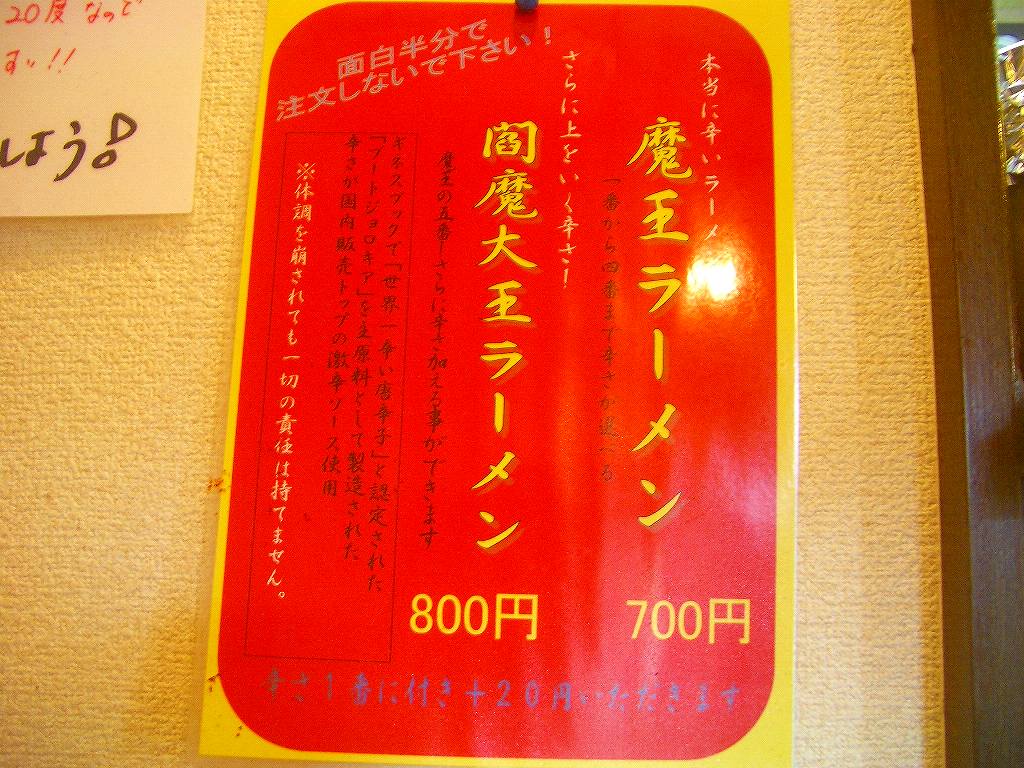 20度なので
すッ!!
しょう。
面白半分で
注文しないで下さい！
本当に辛いラーメ
魔王ラーメン
一番から四番まで辛さが選べる
700円
さらに上をいく辛さ！
閻魔大王ラーメン
魔王の五番！さらに辛さ加える事ができます
800円
ギネスブックで「世界一辛い唐辛子」と認定された
「ブートジョロキア」を主原料として製造された
辛さが国内販売トップの激辛ソース使用
※体調を崩されても一切の責任は持てません。
辛さ1番に付き＋20円いただきます